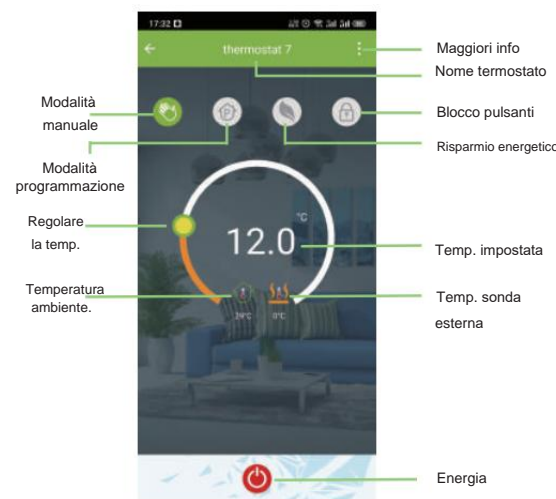 17:32
thermostat 7
Maggiori info
Nome termostato
Modalità
manuale
Blocco pulsanti
Risparmio energetico
Modalità
programmazione
Regolare
la temp.
°C
12.0
Temp. impostata
Temperatura
ambiente.
Temp. sonda
esterna
0°C
Energia